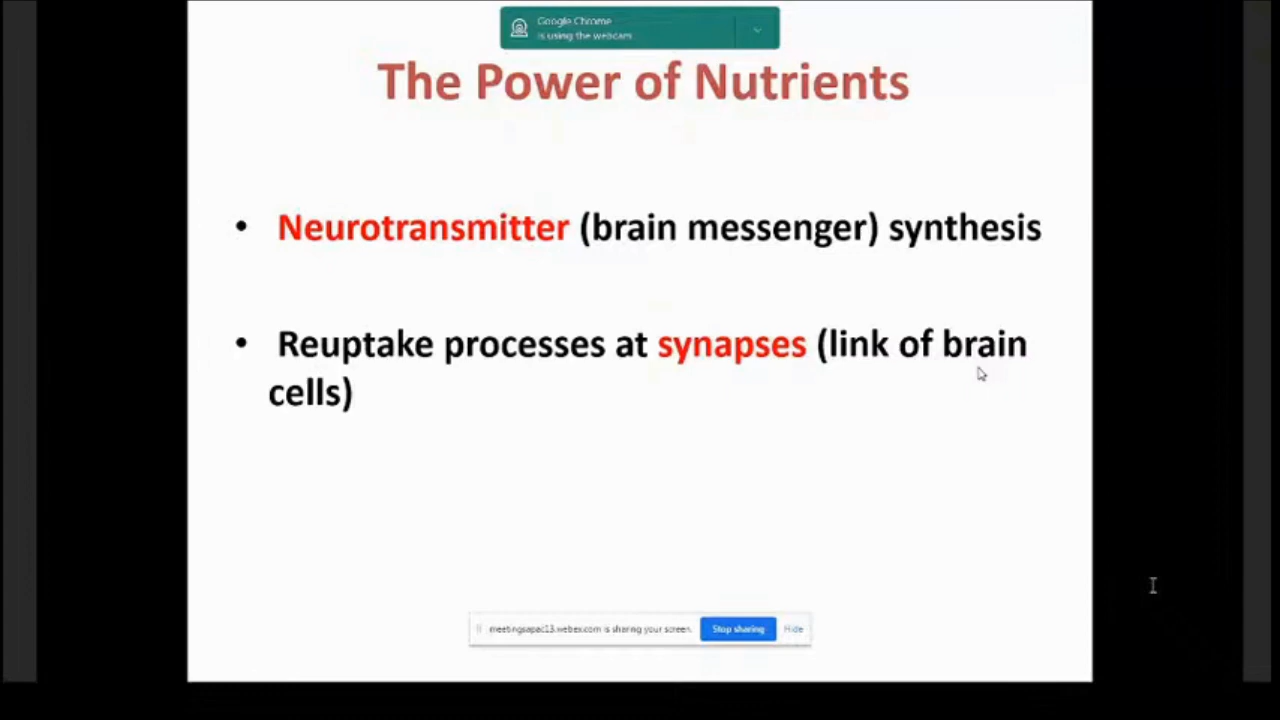 Google Chrome
is using the webcam
The Power of Nutrients
• Neurotransmitter (brain messenger) synthesis
• Reuptake processes at synapses (link of brain
cells)
meetingsapac13.webex.com is sharing your screen. Stop sharing Hide